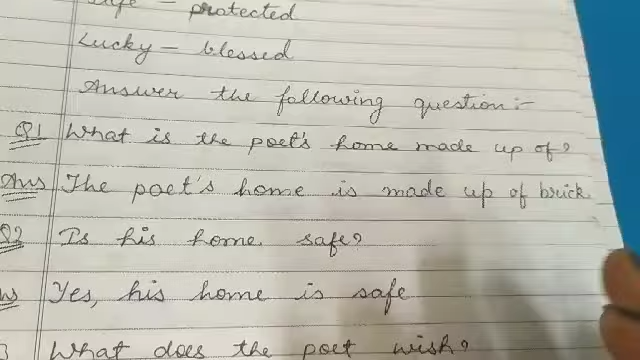 Safe - protected
Lucky - blessed
Answer the following question:-
Q1 What is the poet's home made up of?
Ans The poet's home is made up of brick.
Q2 Is his home safe?
Yes, his home is safe
3 What does the poet wish?